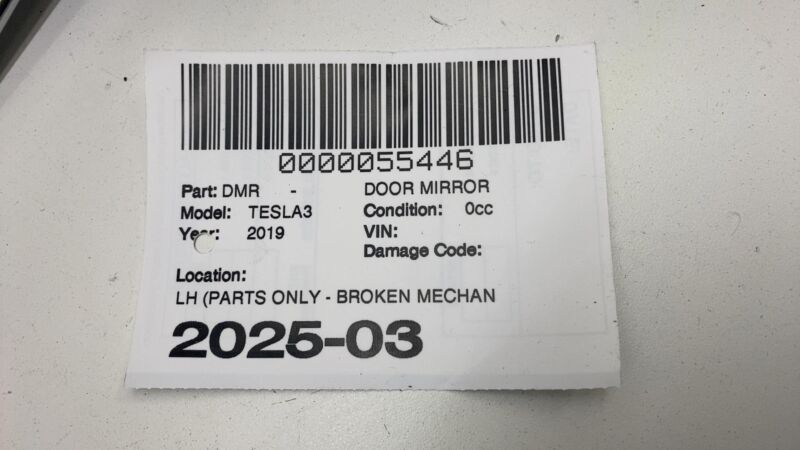 0000055446
Part: DMR - DOOR MIRROR
Model: TESLA3 Condition: 0cc
Year: 2019 VIN:
Damage Code:
Location:
LH (PARTS ONLY - BROKEN MECHAN
2025-03